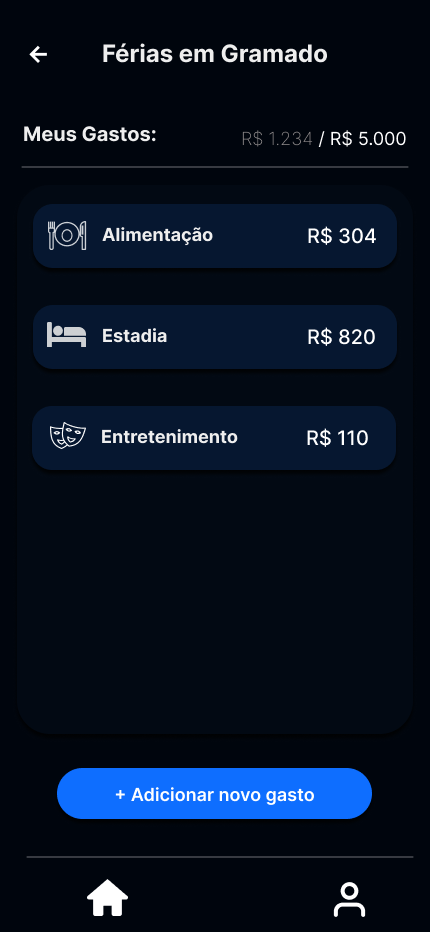 Férias em Gramado
Meus Gastos: R$ 1.234 / R$ 5.000
Alimentação R$ 304
Estadia R$ 820
Entretenimento R$ 110
+ Adicionar novo gasto